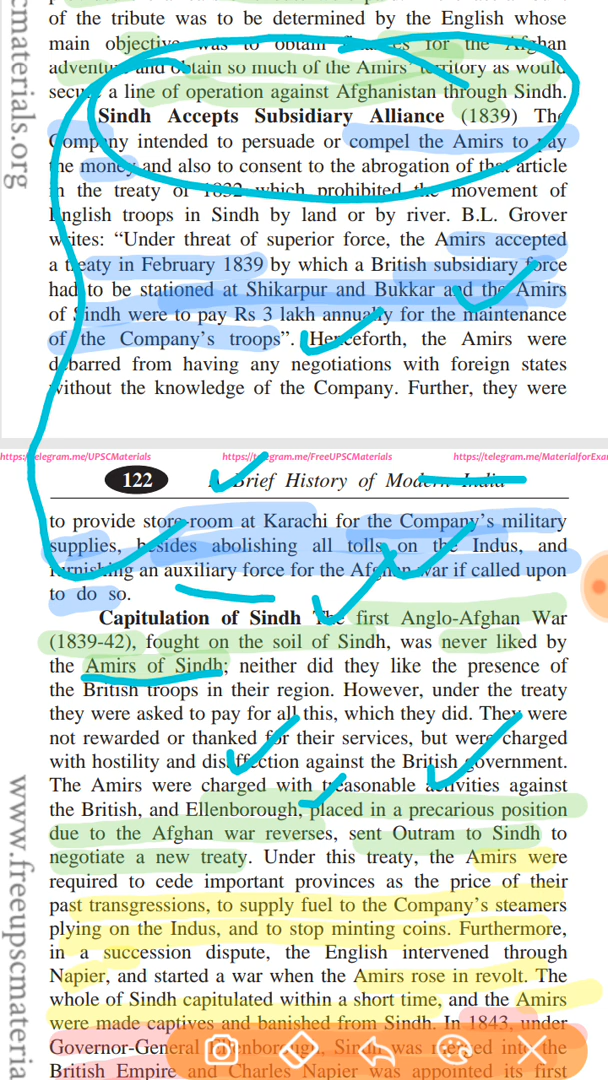 of the tribute was to be determined by the English whose
main objective was to obtain finances for the Afghan
adventure and obtain so much of the Amirs' territory as would
secure a line of operation against Afghanistan through Sindh.
Sindh Accepts Subsidiary Alliance (1839) The
Company intended to persuade or compel the Amirs to pay
the money and also to consent to the abrogation of that article
in the treaty of 1832 which prohibited the movement of
English troops in Sindh by land or by river. B.L. Grover
writes: “Under threat of superior force, the Amirs accepted
a treaty in February 1839 by which a British subsidiary force
had to be stationed at Shikarpur and Bukkar and the Amirs
of Sindh were to pay Rs 3 lakh annually for the maintenance
of the Company's troops”. Henceforth, the Amirs were
debarred from having any negotiations with foreign states
without the knowledge of the Company. Further, they were
https://telegram.me/UPSCMaterials https://telegram.me/FreeUPSCMaterials https://telegram.me/MaterialforExa
122 A Brief History of Modern India
to provide store-room at Karachi for the Company's military
supplies, besides abolishing all tolls on the Indus, and
furnishing an auxiliary force for the Afghan war if called upon
to do so.
Capitulation of Sindh The first Anglo-Afghan War
(1839-42), fought on the soil of Sindh, was never liked by
the Amirs of Sindh; neither did they like the presence of
the British troops in their region. However, under the treaty
they were asked to pay for all this, which they did. They were
not rewarded or thanked for their services, but were charged
with hostility and disaffection against the British government.
The Amirs were charged with treasonable activities against
the British, and Ellenborough, placed in a precarious position
due to the Afghan war reverses, sent Outram to Sindh to
negotiate a new treaty. Under this treaty, the Amirs were
required to cede important provinces as the price of their
past transgressions, to supply fuel to the Company's steamers
plying on the Indus, and to stop minting coins. Furthermore,
in a succession dispute, the English intervened through
Napier, and started a war when the Amirs rose in revolt. The
whole of Sindh capitulated within a short time, and the Amirs
were made captives and banished from Sindh. In 1843, under
Governor-General Ellenborough, Sindh was merged into the
British Empire and Charles Napier was appointed its first
cmaterials.org
www.freeupscmateria